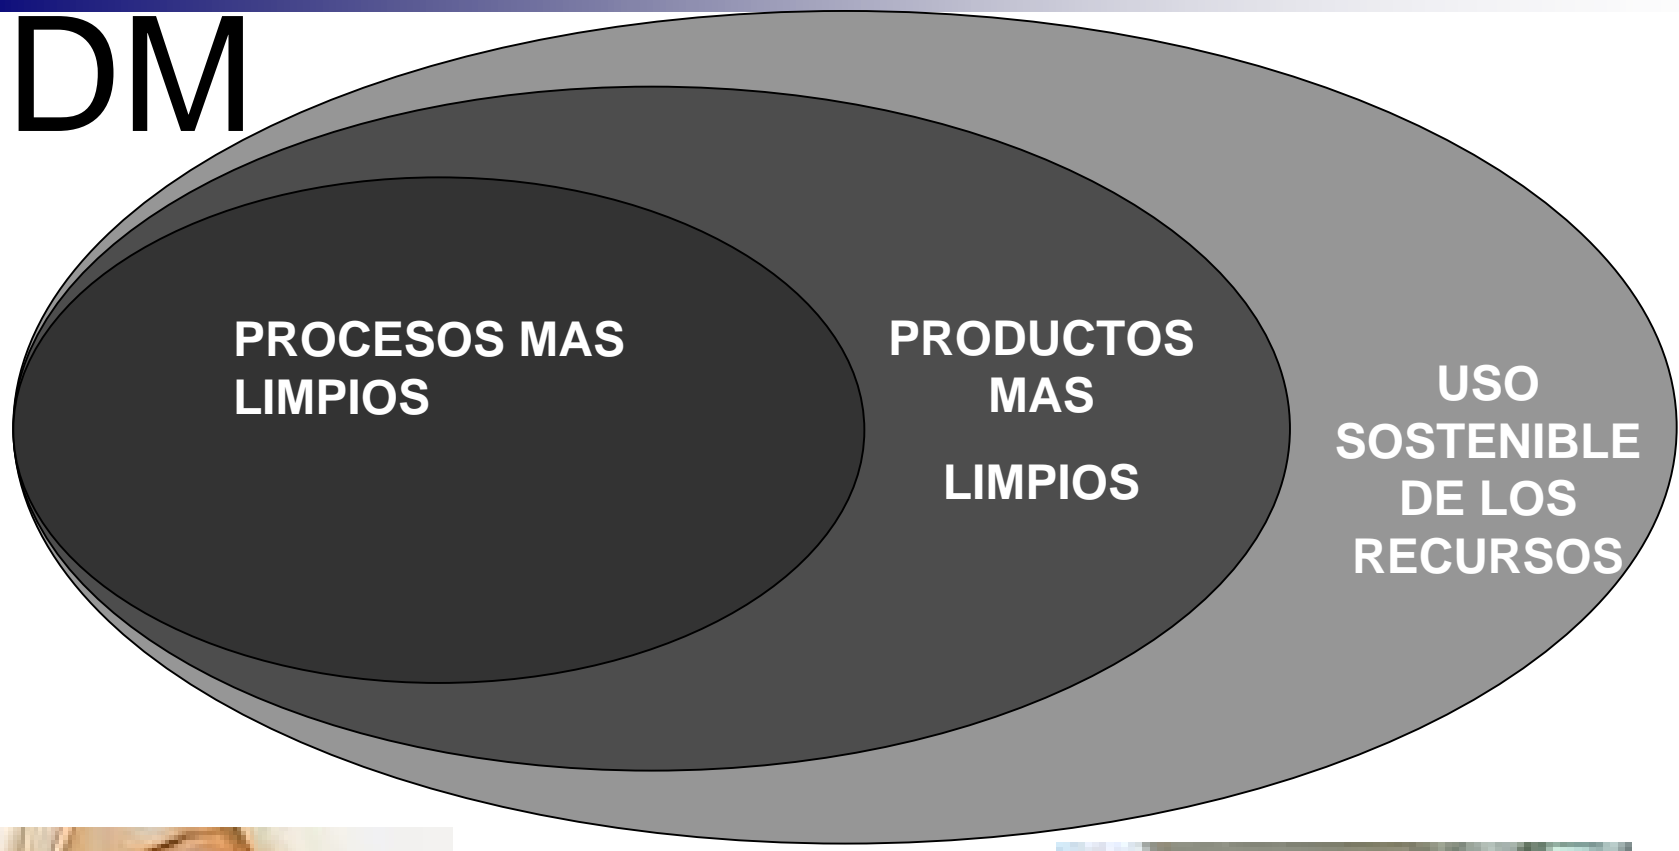 DM
PROCESOS MAS
LIMPIOS
PRODUCTOS
MAS
LIMPIOS
USO
SOSTENIBLE
DE LOS
RECURSOS